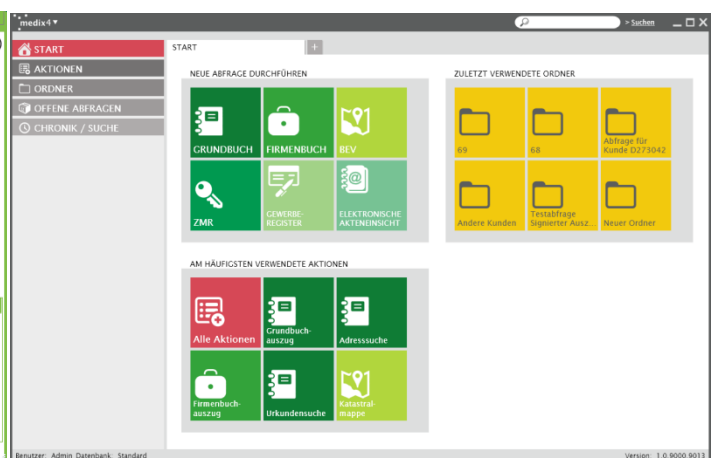 medix4
> Suchen
START
AKTIONEN
ORDNER
OFFENE ABFRAGEN
CHRONIK / SUCHE
START
+
NEUE ABFRAGE DURCHFÜHREN
GRUNDBUCH
FIRMENBUCH
BEV
ZMR
GEWERBE-
REGISTER
ELEKTRONISCHE
AKTENEINSICHT
ZULETZT VERWENDETE ORDNER
69
68
Abfrage für
Kunde D273042
Andere Kunden
Testabfrage
Signierter Ausz...
Neuer Ordner
AM HÄUFIGSTEN VERWENDETE AKTIONEN
Alle Aktionen
Grundbuch-
auszug
Adresssuche
Firmenbuch-
auszug
Urkundensuche
Katastral-
mappe
Benutzer: Admin Datenbank: Standard
Version: 1.0.9000.9013